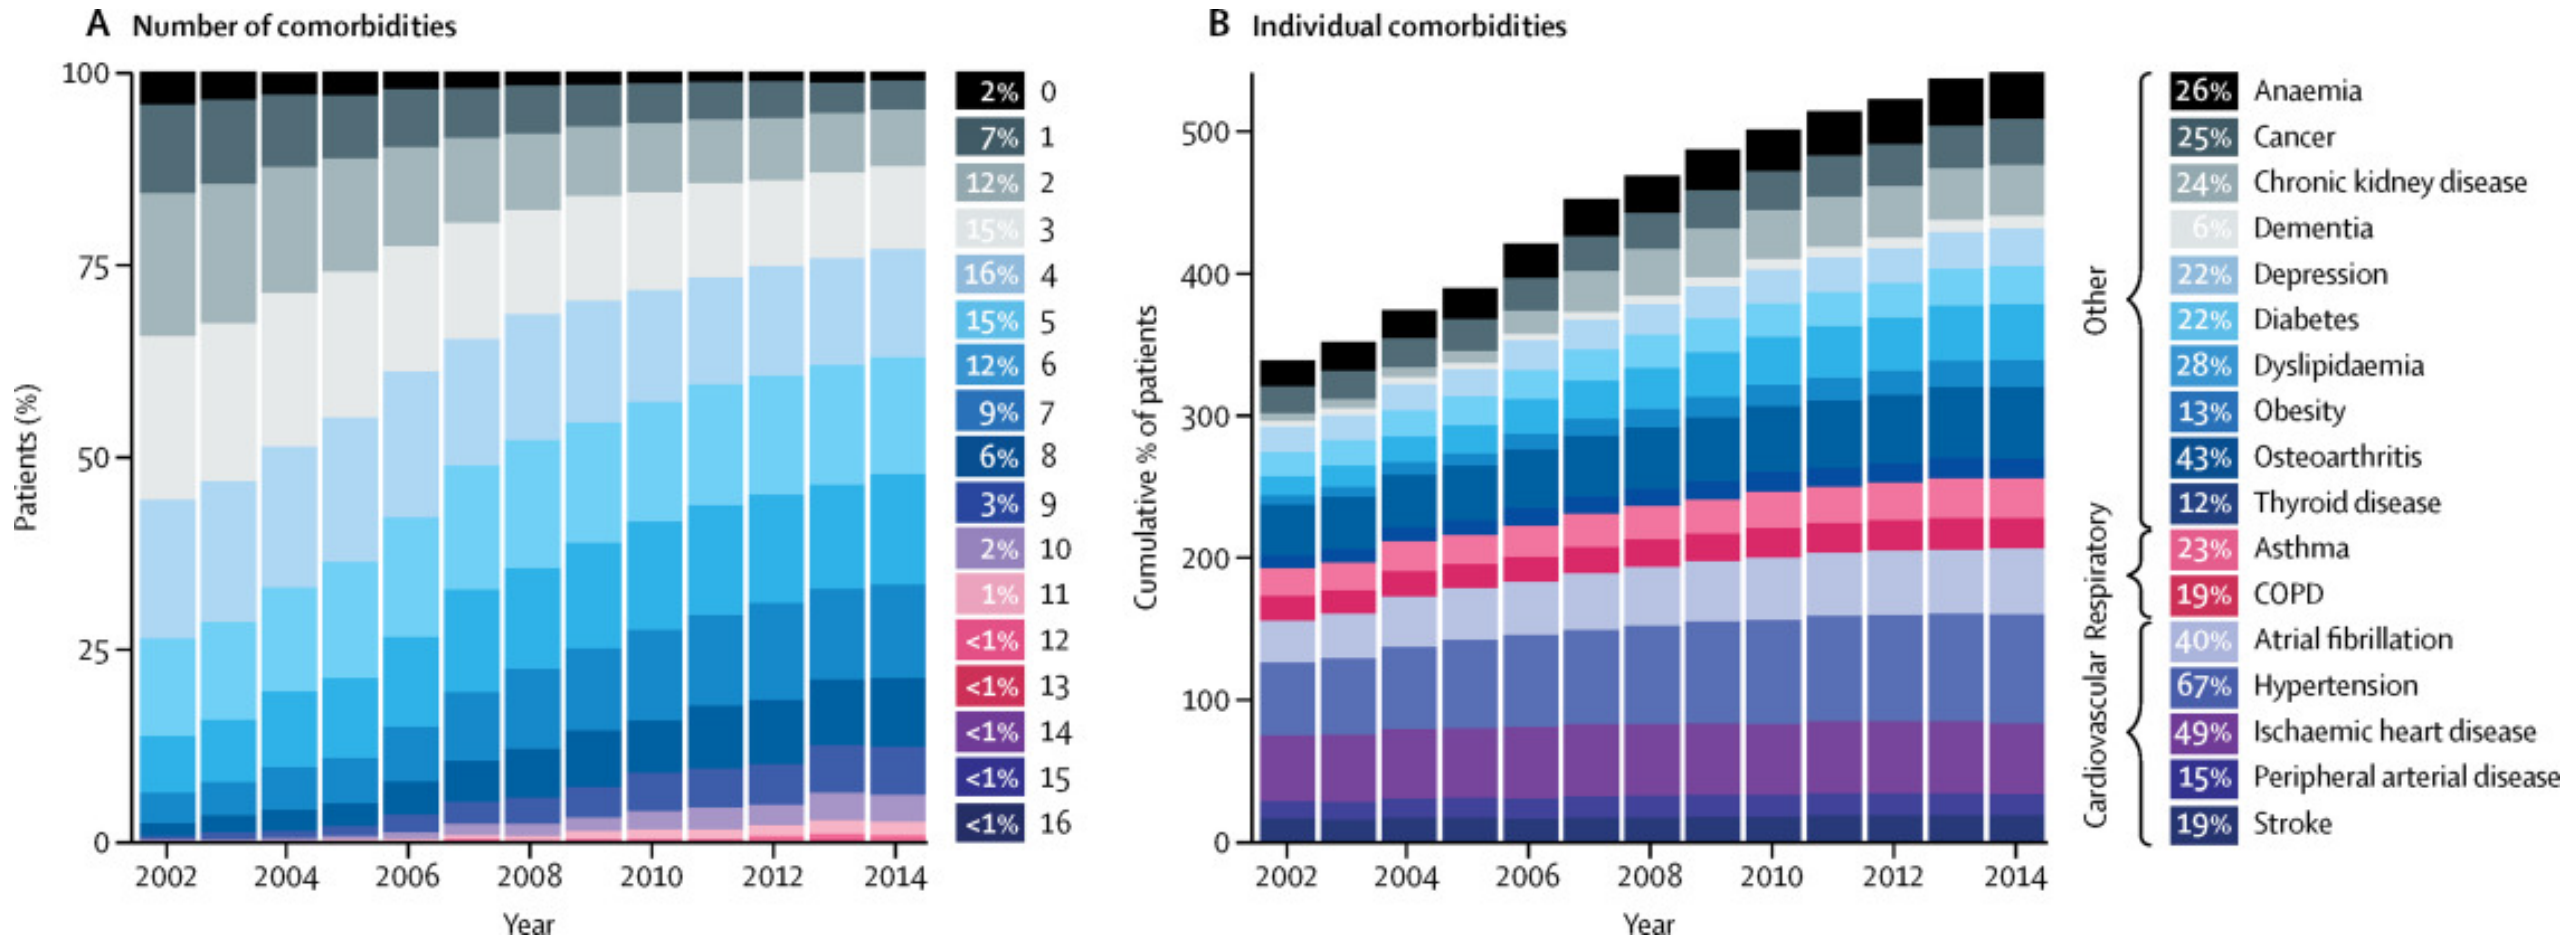 A Number of comorbidities
Patients (%)
100
75
50
25
0
2002 2004 2006 2008 2010 2012 2014
Year
2% 0
7% 1
12% 2
15% 3
16% 4
15% 5
12% 6
9% 7
6% 8
3% 9
2% 10
1% 11
<1% 12
<1% 13
<1% 14
<1% 15
<1% 16
B Individual comorbidities
Cumulative % of patients
500
400
300
200
100
0
2002 2004 2006 2008 2010 2012 2014
Year
Other
26% Anaemia
25% Cancer
24% Chronic kidney disease
6% Dementia
22% Depression
22% Diabetes
28% Dyslipidaemia
13% Obesity
43% Osteoarthritis
12% Thyroid disease
Respiratory
23% Asthma
19% COPD
Cardiovascular
40% Atrial fibrillation
67% Hypertension
49% Ischaemic heart disease
15% Peripheral arterial disease
19% Stroke